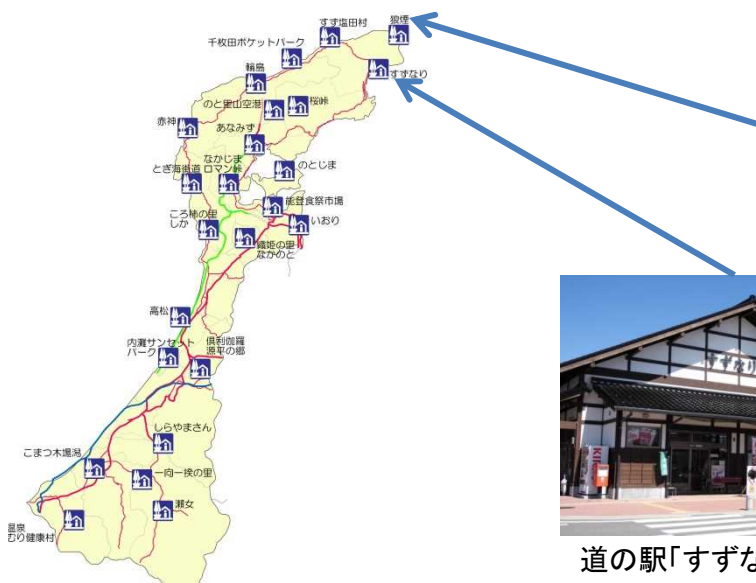 狼煙
すず塩田村
千枚田ポケットパーク
すずなり
輪島
のと里山空港
桜峠
赤神
あなみず
なかじま
ロマン峠
のとじま
とぎ海街道
能登食祭市場
ころ柿の里
しか
いおり
織姫の里
なかのと
高松
内灘サンセット
パーク
倶利伽羅
源平の郷
しらやまさん
こまつ木場潟
一向一揆の里
瀬女
温泉
むり健康村
すずなり
道の駅「すずな